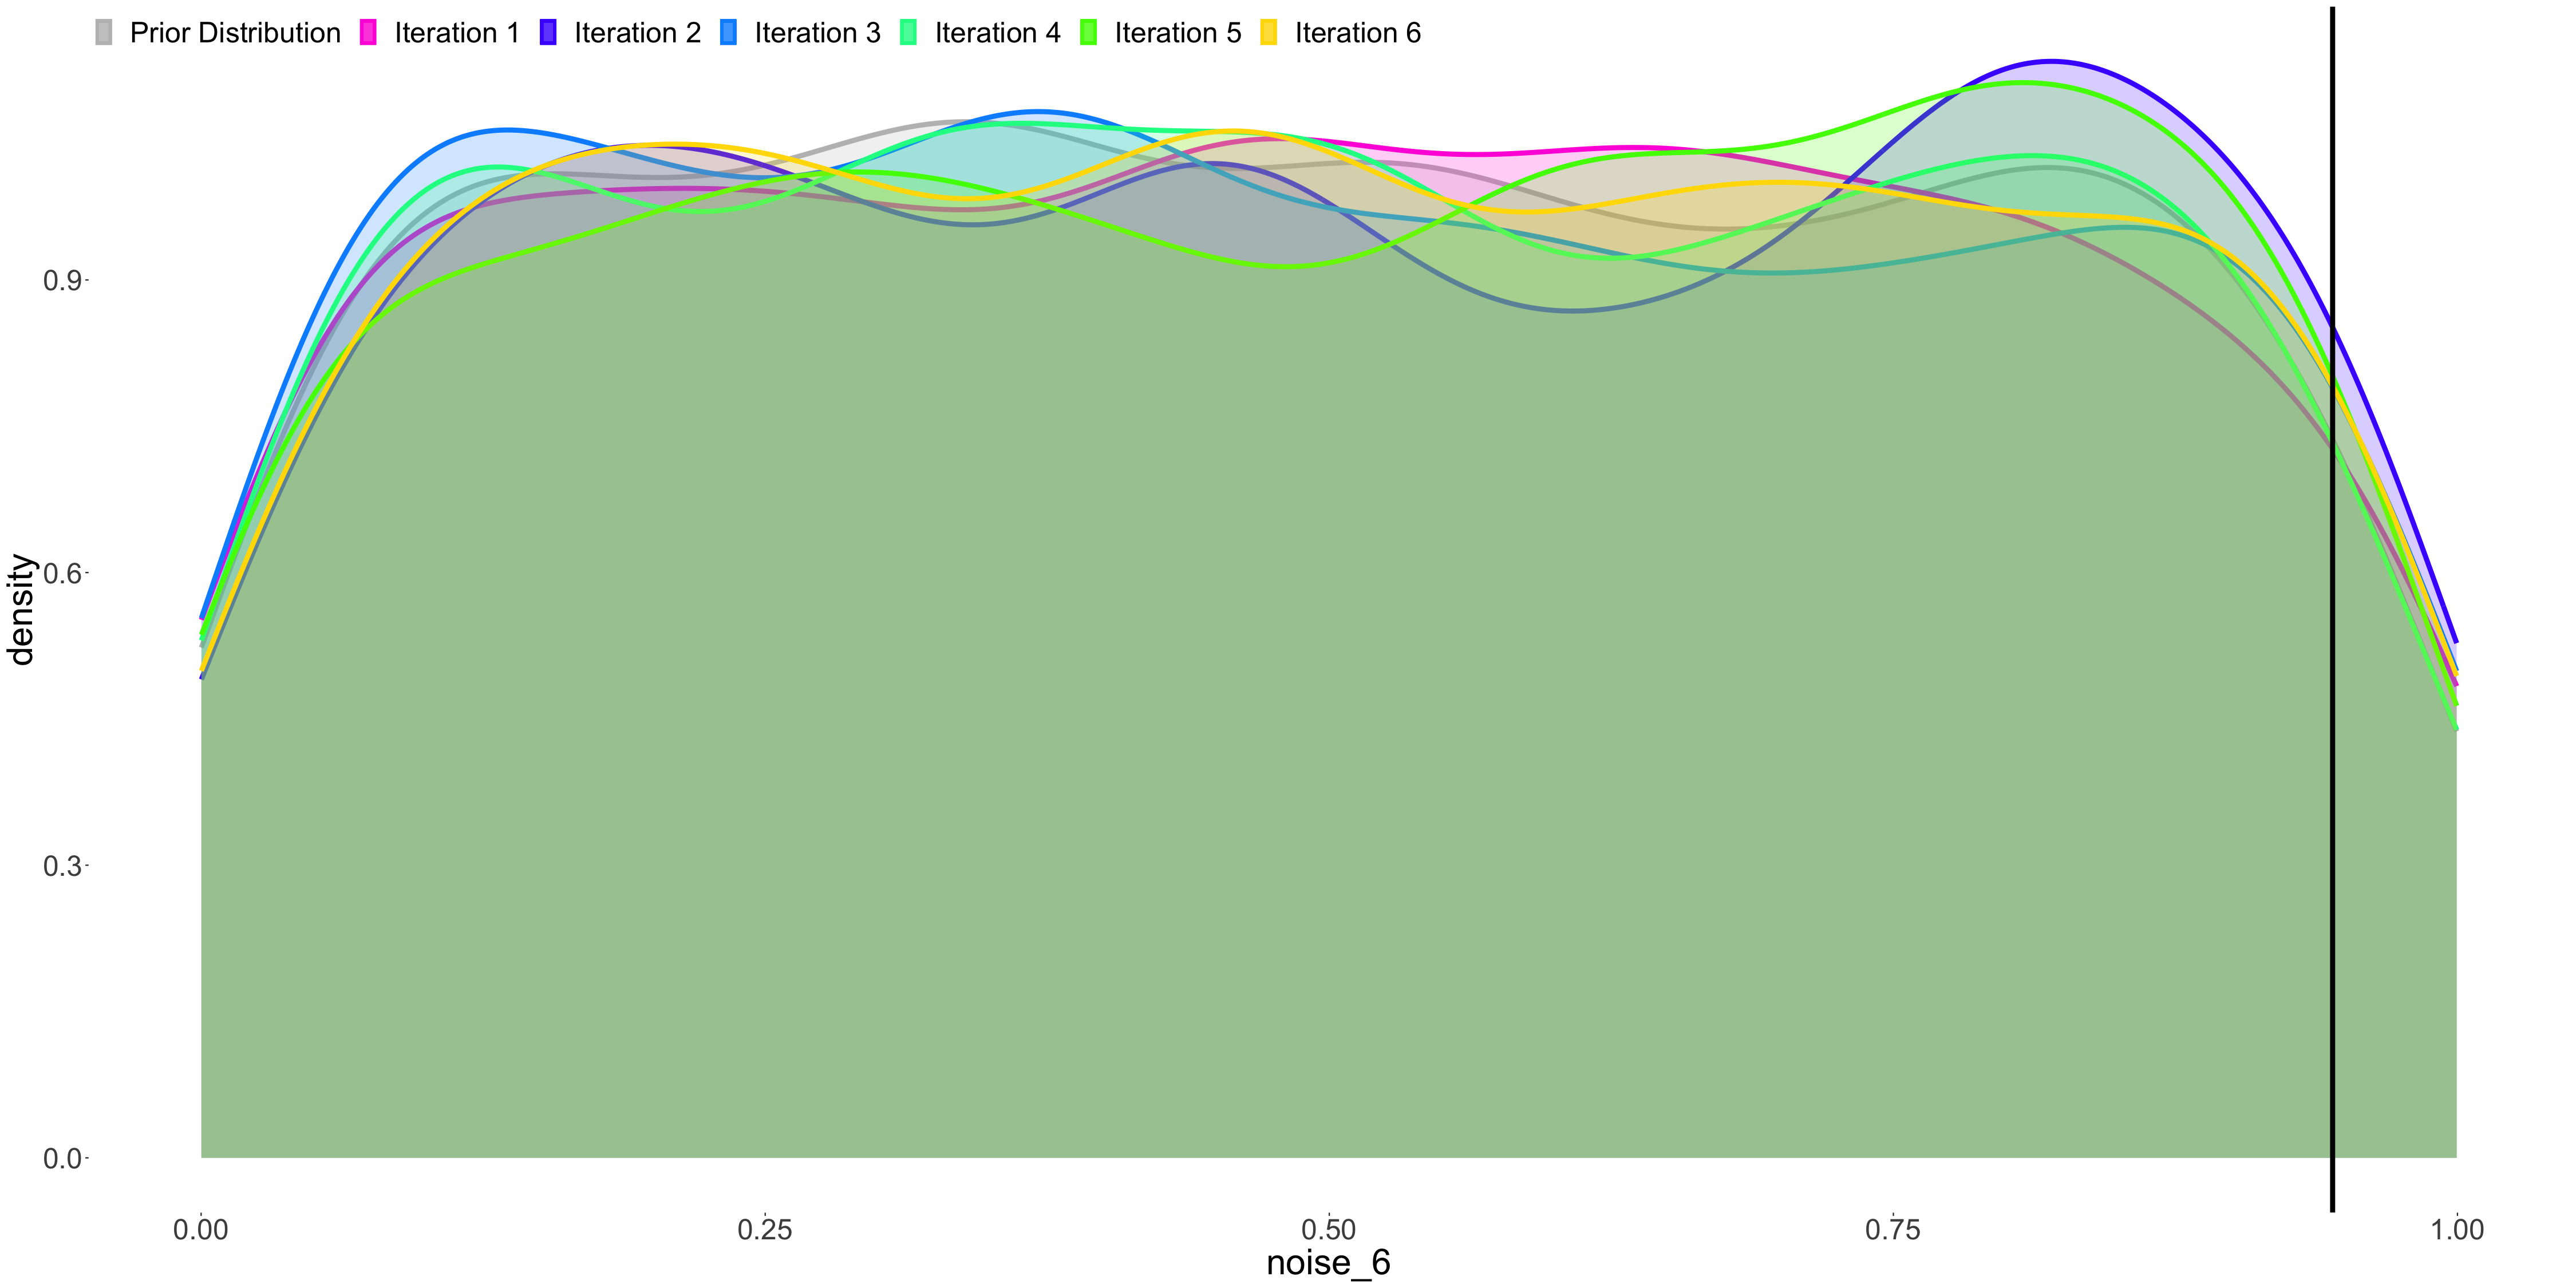 Prior Distribution Iteration 1 Iteration 2 Iteration 3 Iteration 4 Iteration 5 Iteration 6
density
0.9
0.6
0.3
0.0
0.00 0.25 0.50 0.75 1.00
noise_6